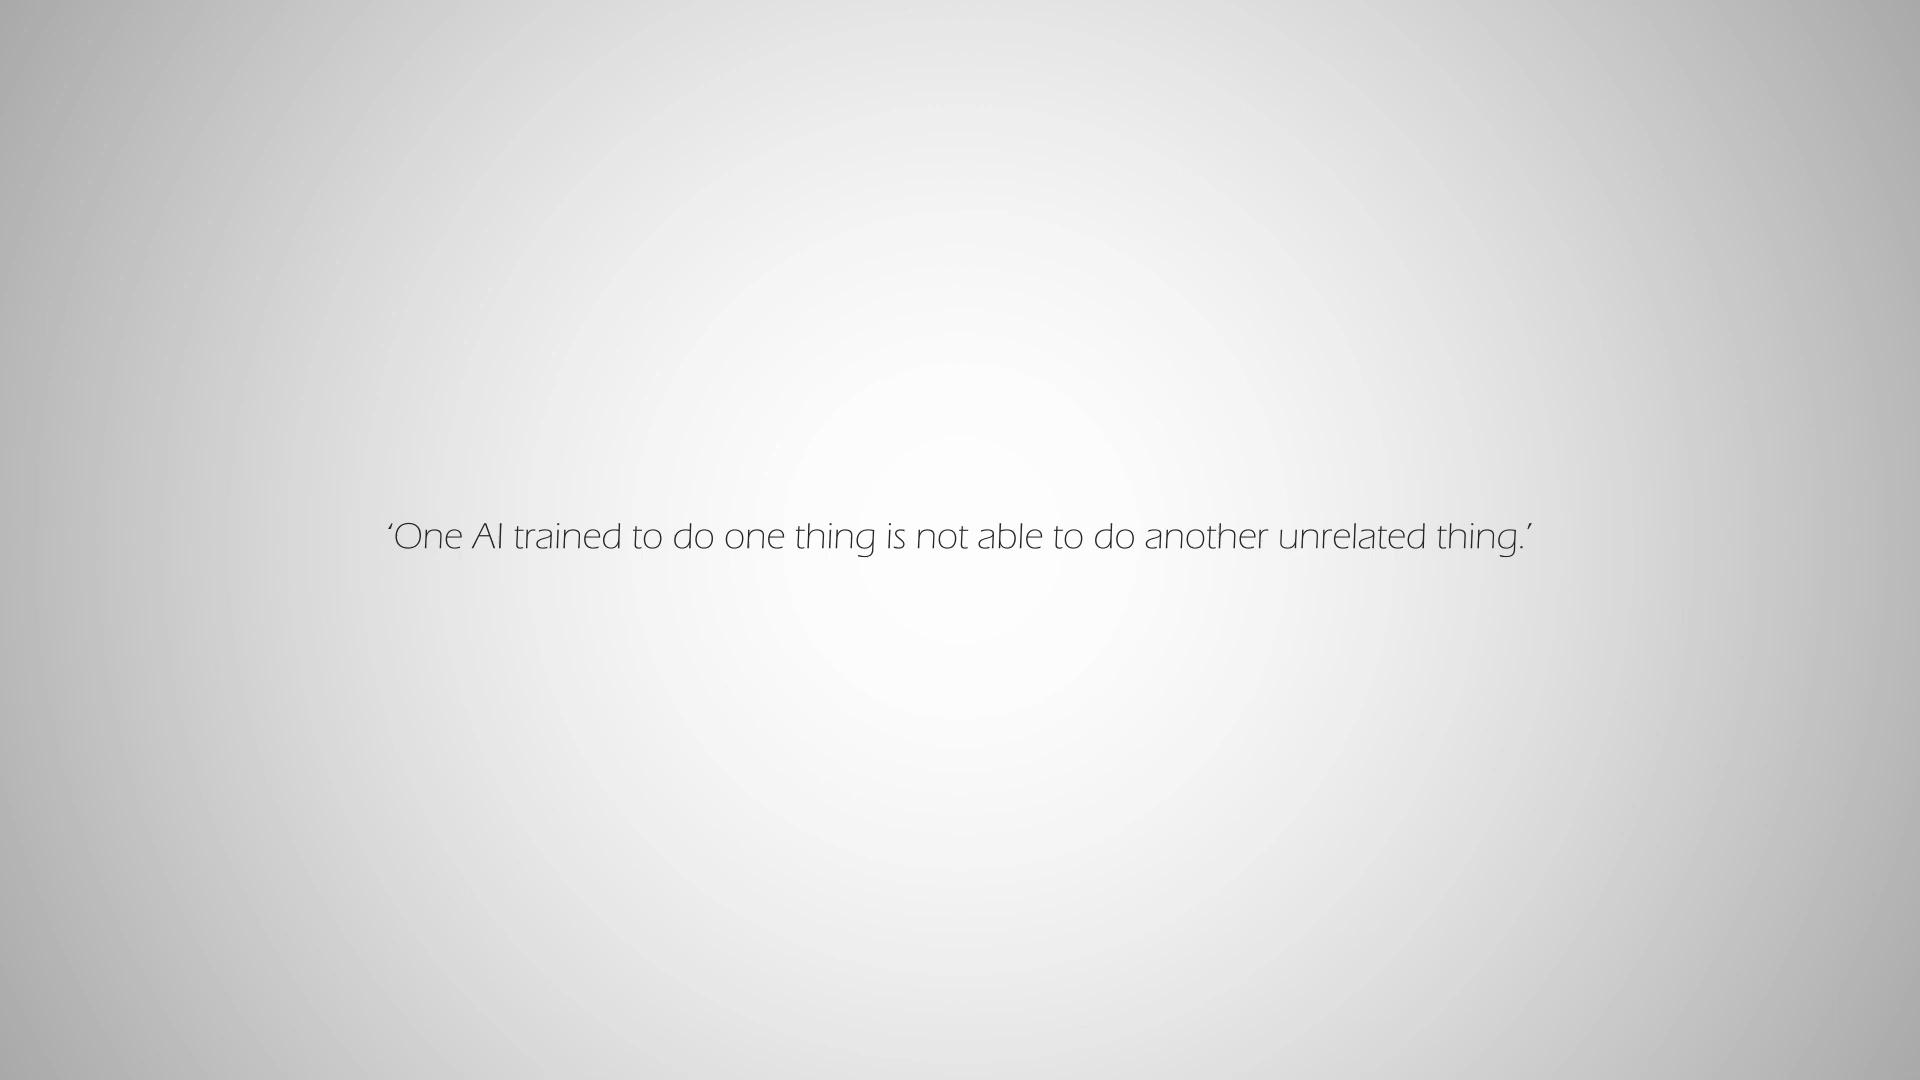 ‘One AI trained to do one thing is not able to do another unrelated thing.’